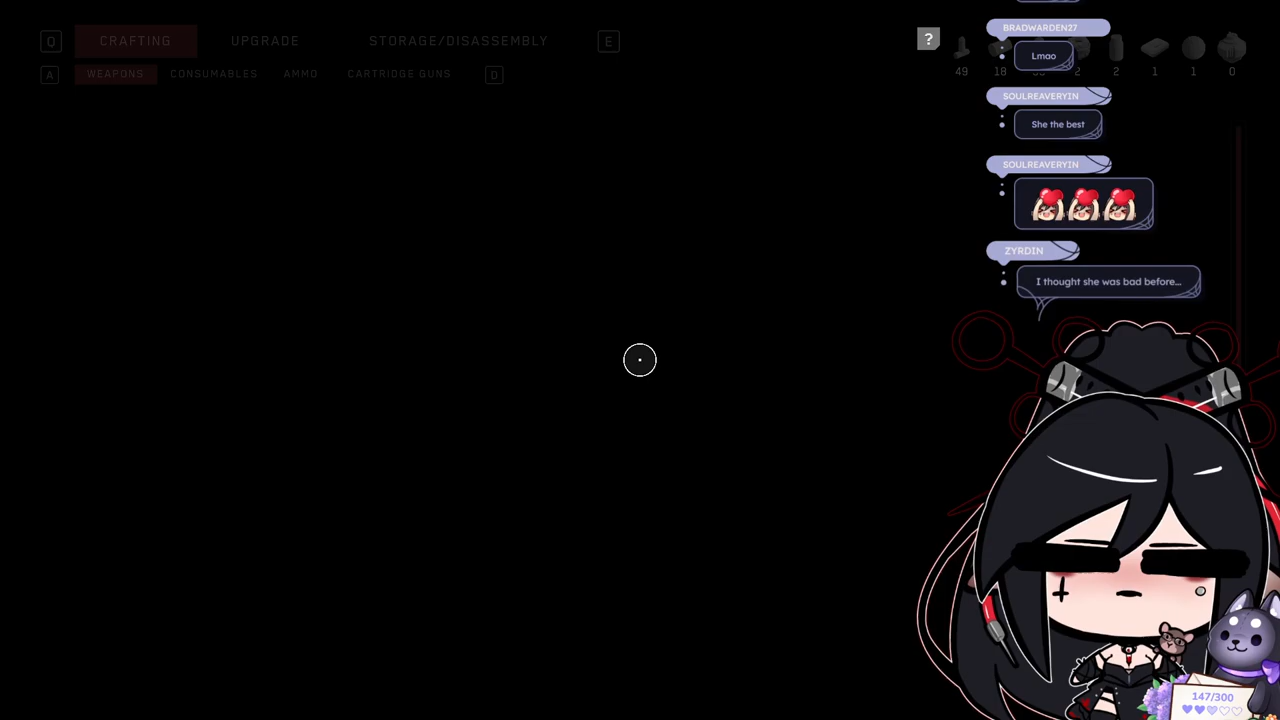 Q CRAFTING UPGRADE STORAGE/DISASSEMBLY E
A WEAPONS CONSUMABLES AMMO CARTRIDGE GUNS D
?
49 18 2 2 1 1 0
BRADWARDEN27
Lmao
SOULREAVERYIN
She the best
SOULREAVERYIN
ZYRDIN
I thought she was bad before...
147/300